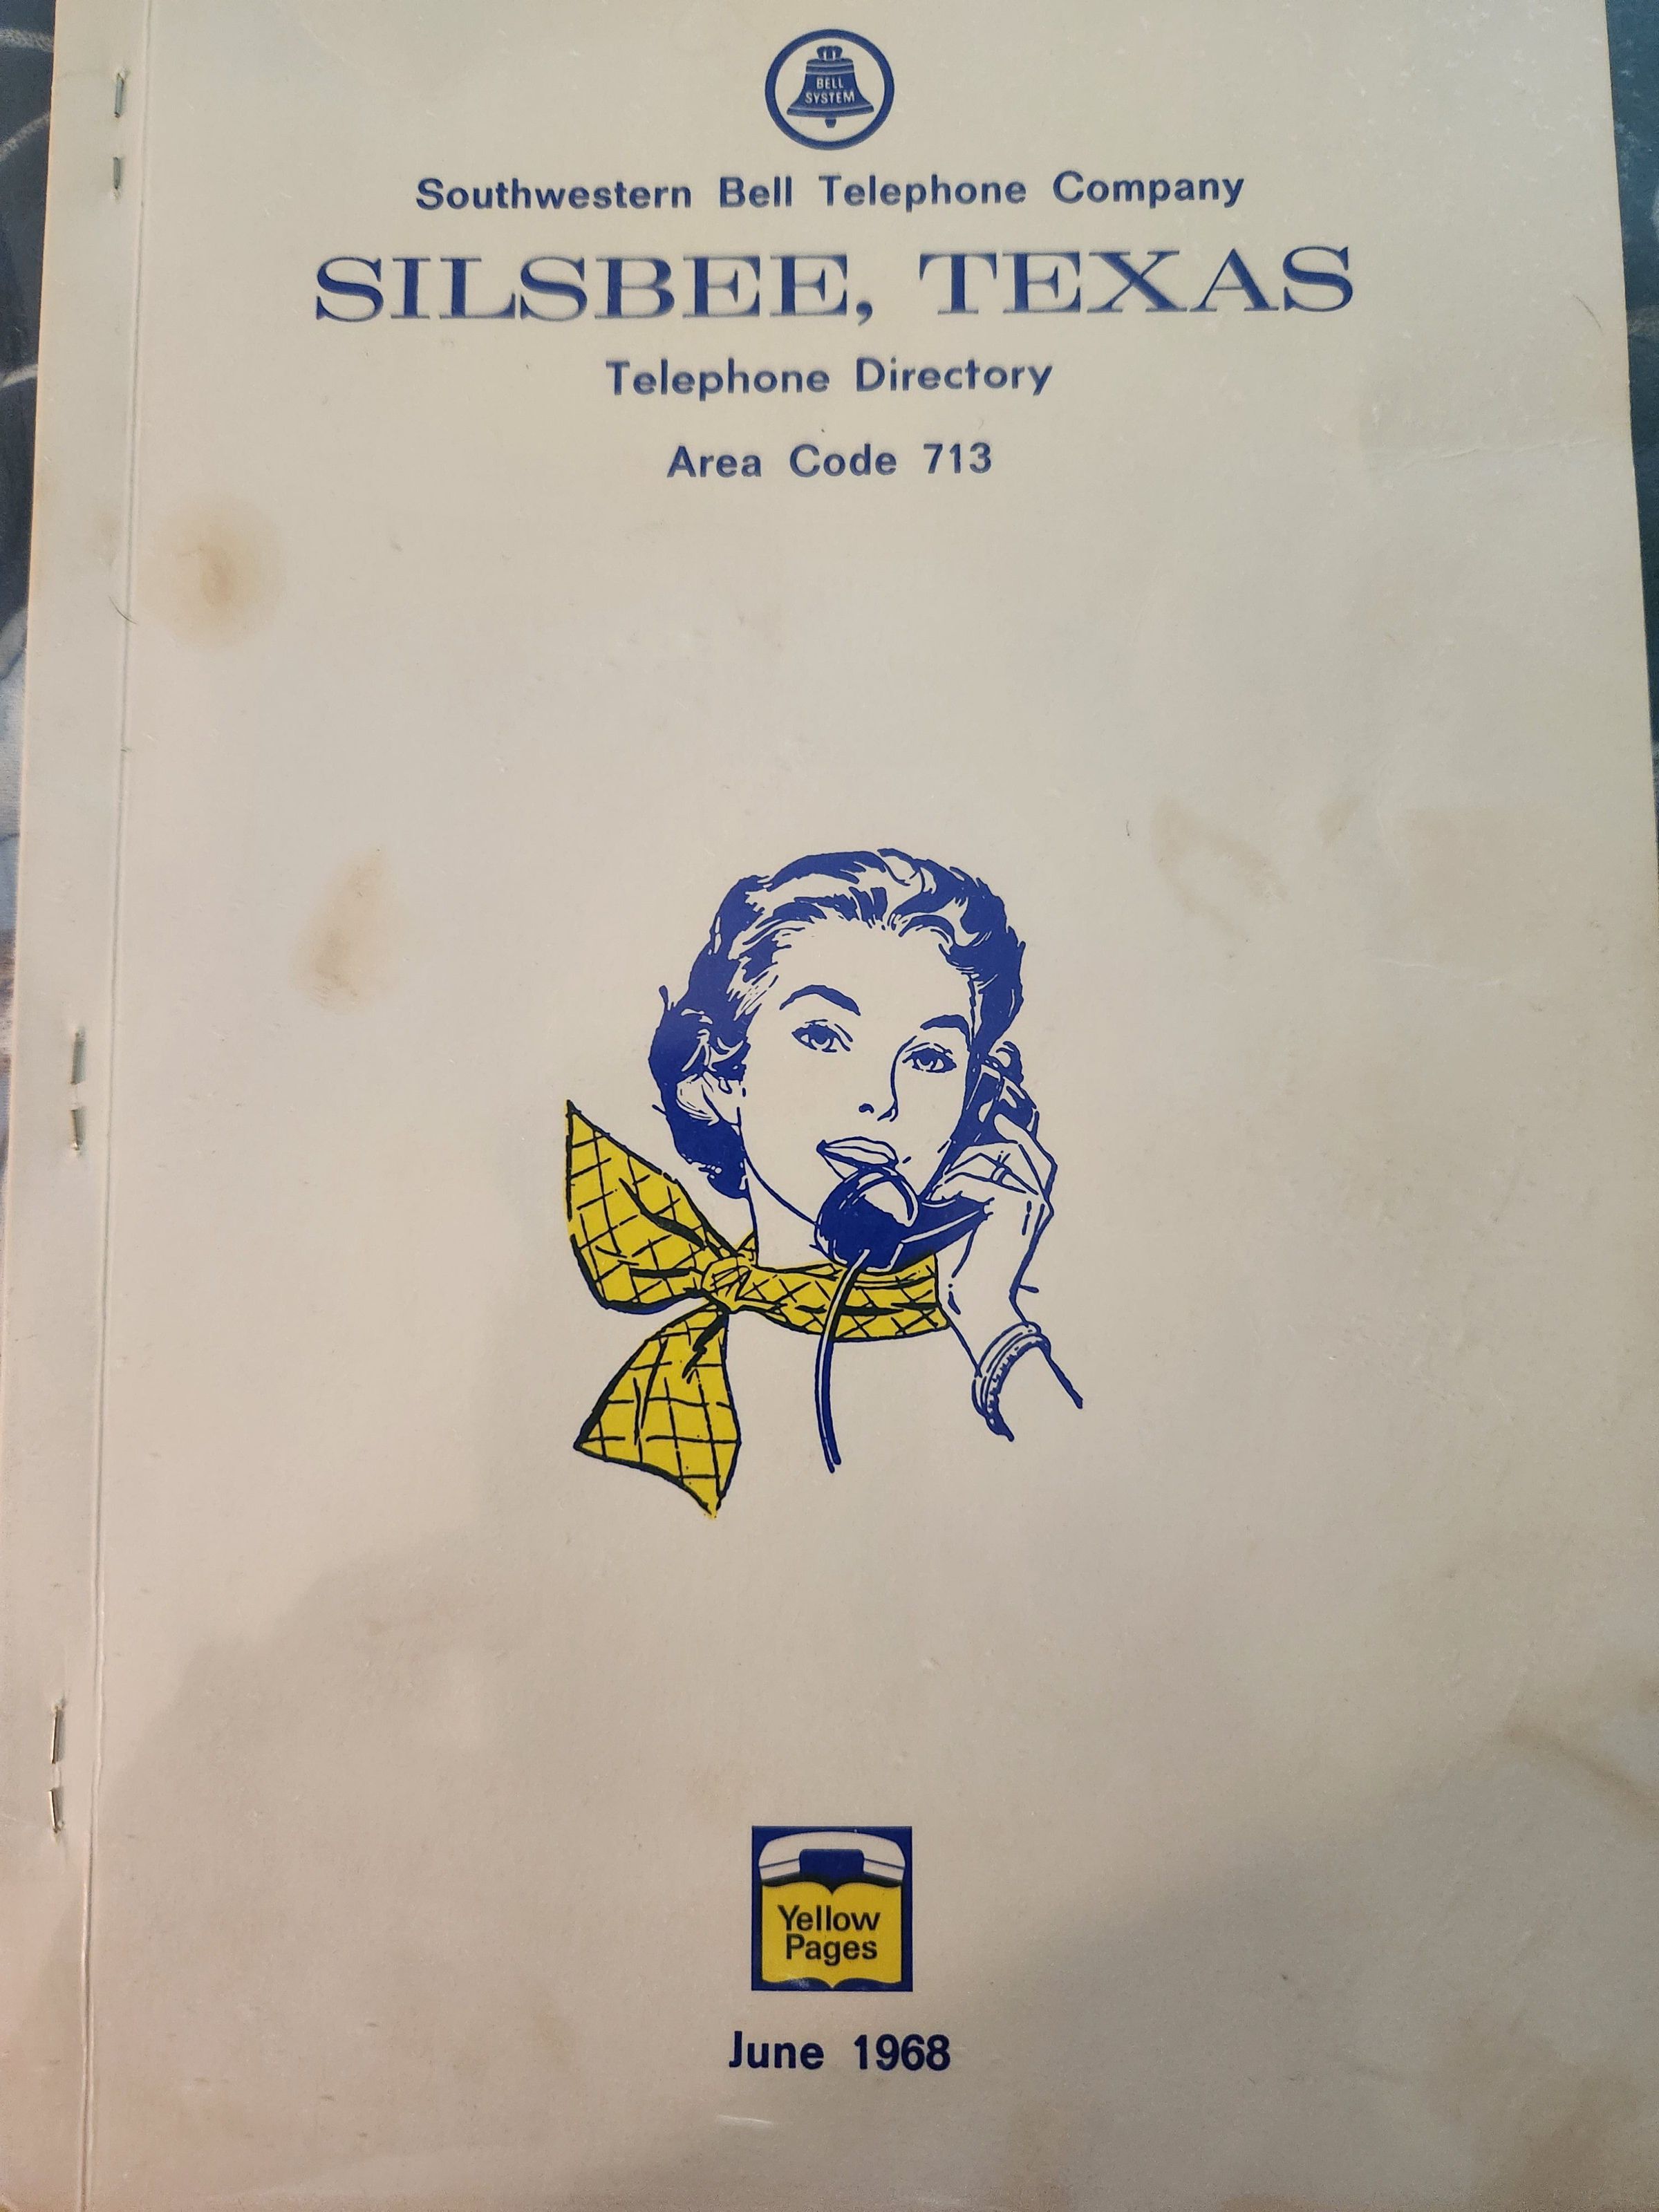 BELL
SYSTEM
Southwestern Bell Telephone Company
SILSBEE, TEXAS
Telephone Directory
Area Code 713
Yellow
Pages
June 1968